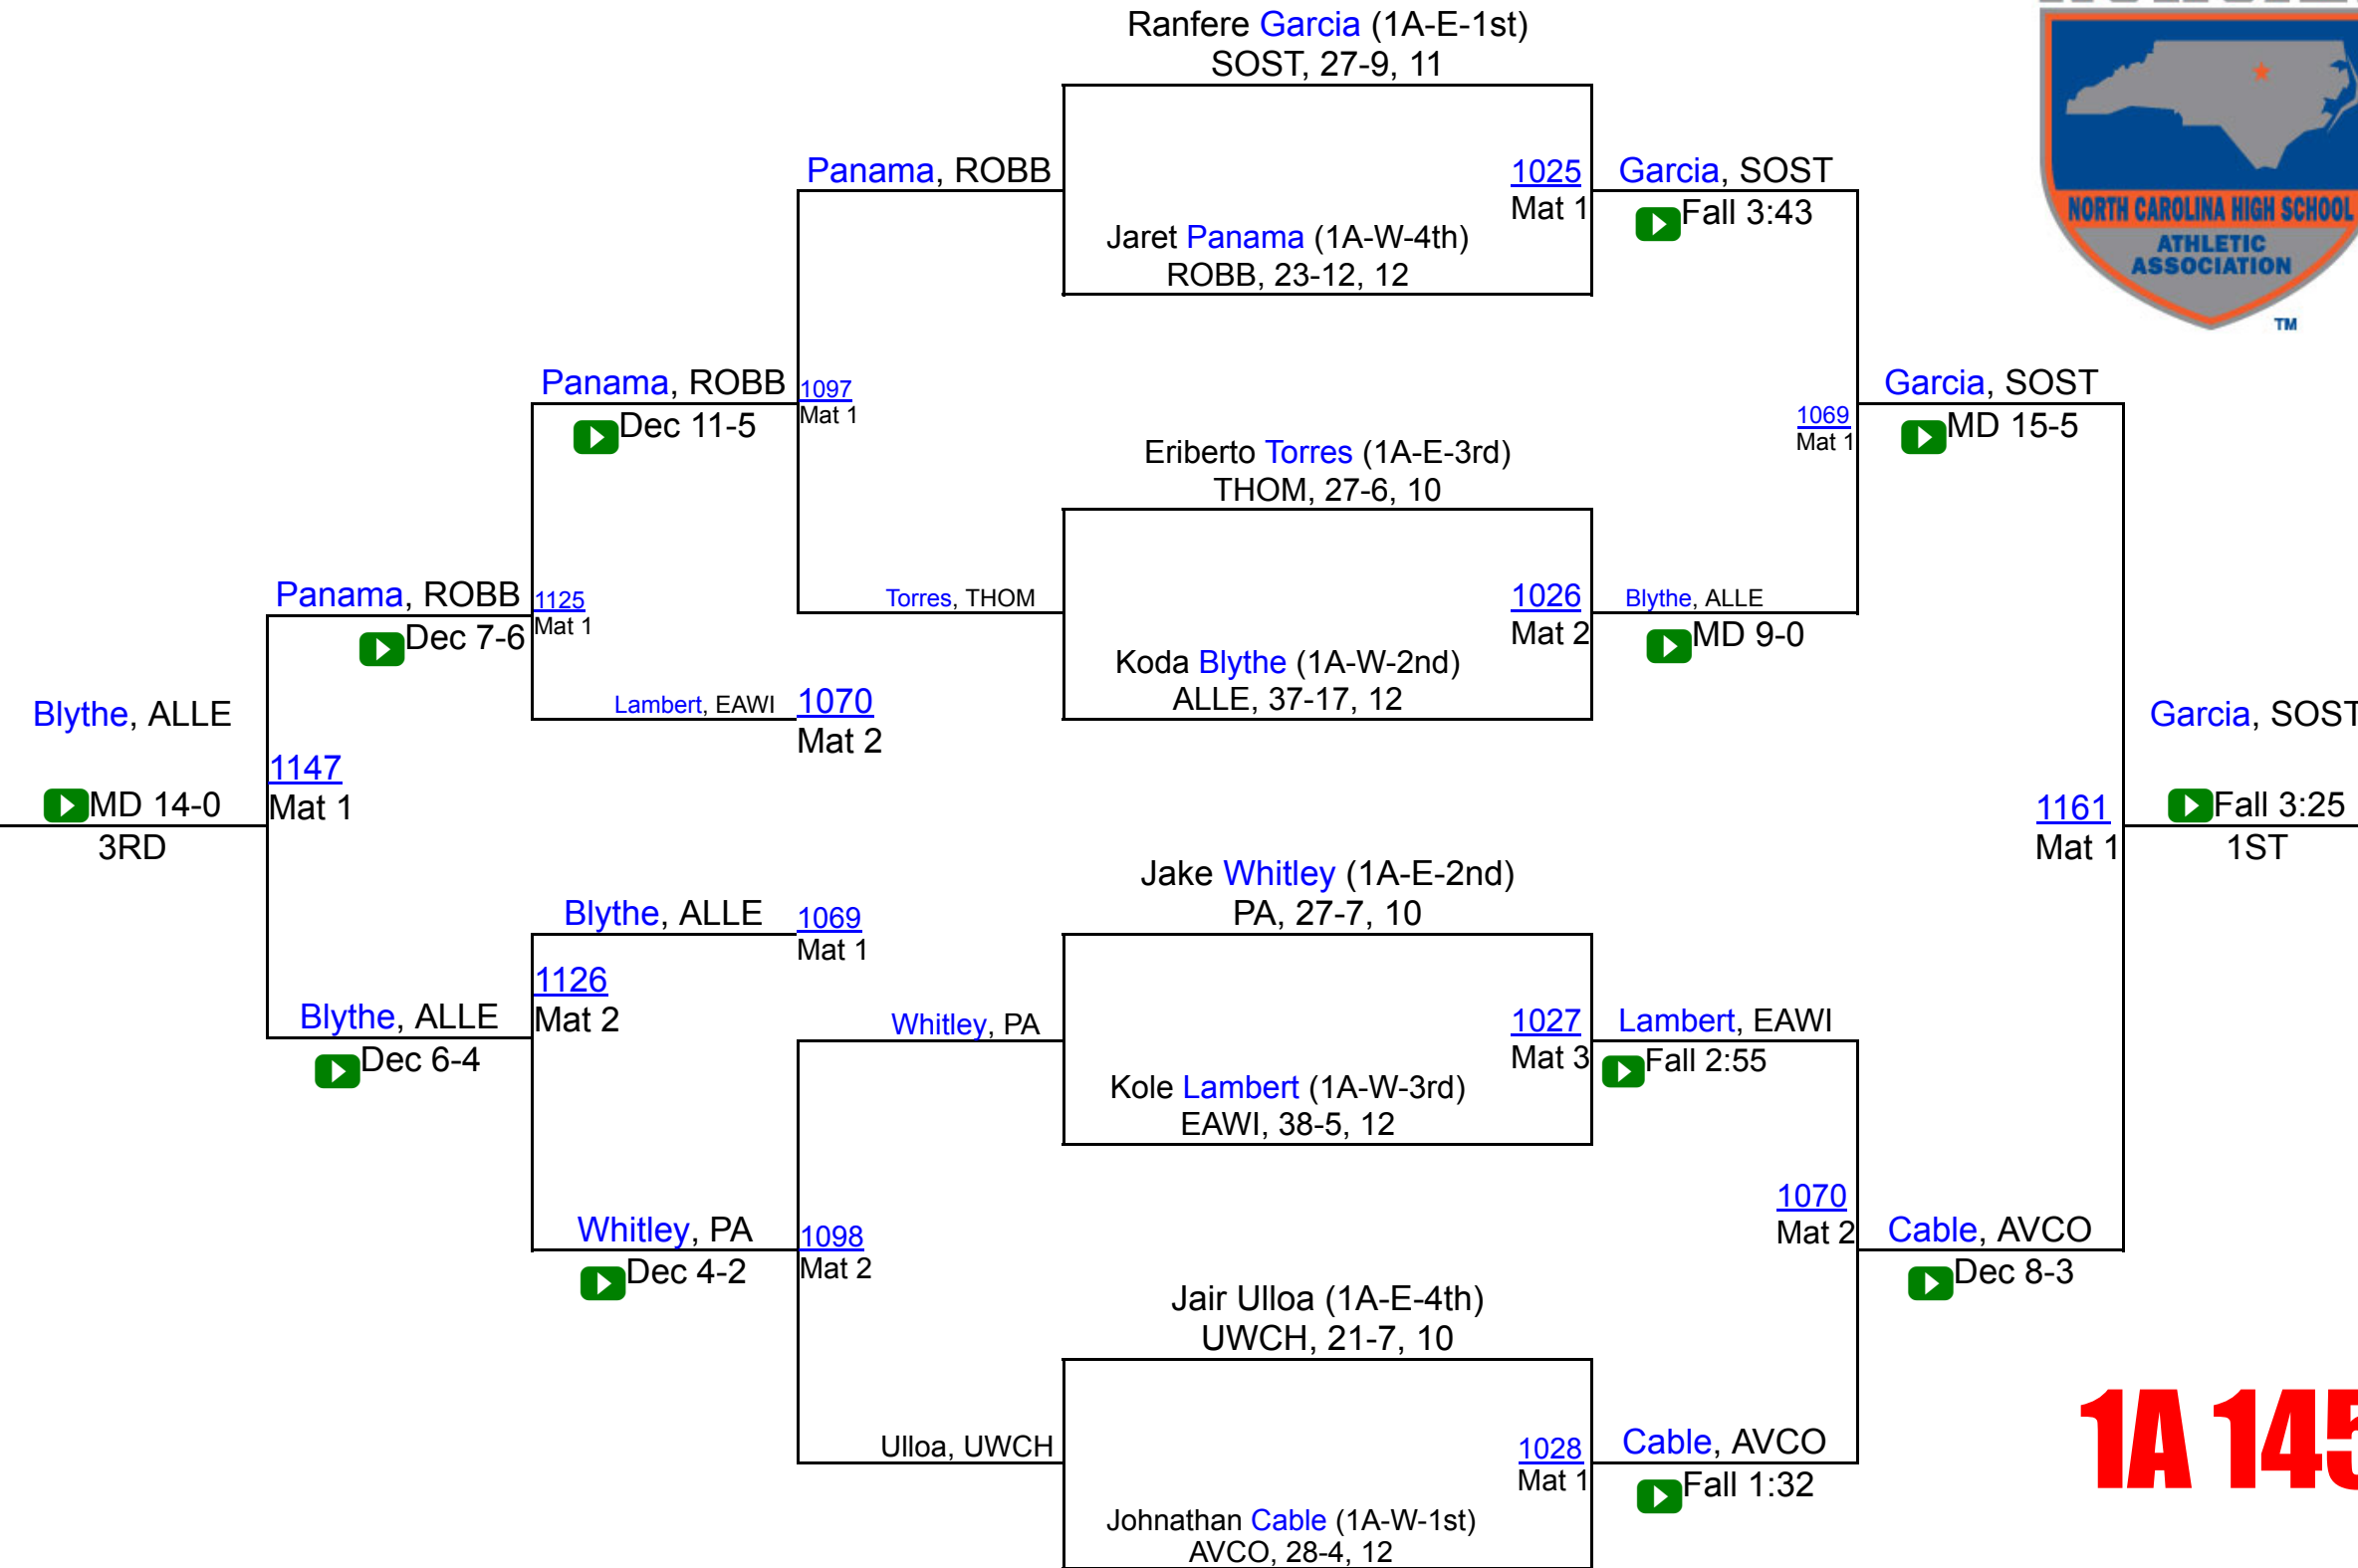 Ranfere Garcia (1A-E-1st)
SOST, 27-9, 11
Panama, ROBB
1025
Mat 1
Garcia, SOST
Fall 3:43
Jaret Panama (1A-W-4th)
ROBB, 23-12, 12
NORTH CAROLINA HIGH SCHOOL
ATHLETIC
ASSOCIATION
TM
Panama, ROBB
Dec 11-5
1097
Mat 1
1069
Mat 1
Garcia, SOST
MD 15-5
Eriberto Torres (1A-E-3rd)
THOM, 27-6, 10
Panama, ROBB
Dec 7-6
1125
Mat 1
Torres, THOM
1026
Mat 2
Blythe, ALLE
MD 9-0
Koda Blythe (1A-W-2nd)
ALLE, 37-17, 12
Lambert, EAWI
1070
Mat 2
Blythe, ALLE
MD 14-0
3RD
1147
Mat 1
Garcia, SOST
1161
Mat 1
Fall 3:25
1ST
Jake Whitley (1A-E-2nd)
PA, 27-7, 10
Blythe, ALLE
1069
Mat 1
1126
Mat 2
Blythe, ALLE
Dec 6-4
Whitley, PA
1027
Mat 3
Lambert, EAWI
Fall 2:55
Kole Lambert (1A-W-3rd)
EAWI, 38-5, 12
Whitley, PA
Dec 4-2
1098
Mat 2
1070
Mat 2
Cable, AVCO
Dec 8-3
Jair Ulloa (1A-E-4th)
UWCH, 21-7, 10
Ulloa, UWCH
1028
Mat 1
Cable, AVCO
Fall 1:32
Johnathan Cable (1A-W-1st)
AVCO, 28-4, 12
1A 145